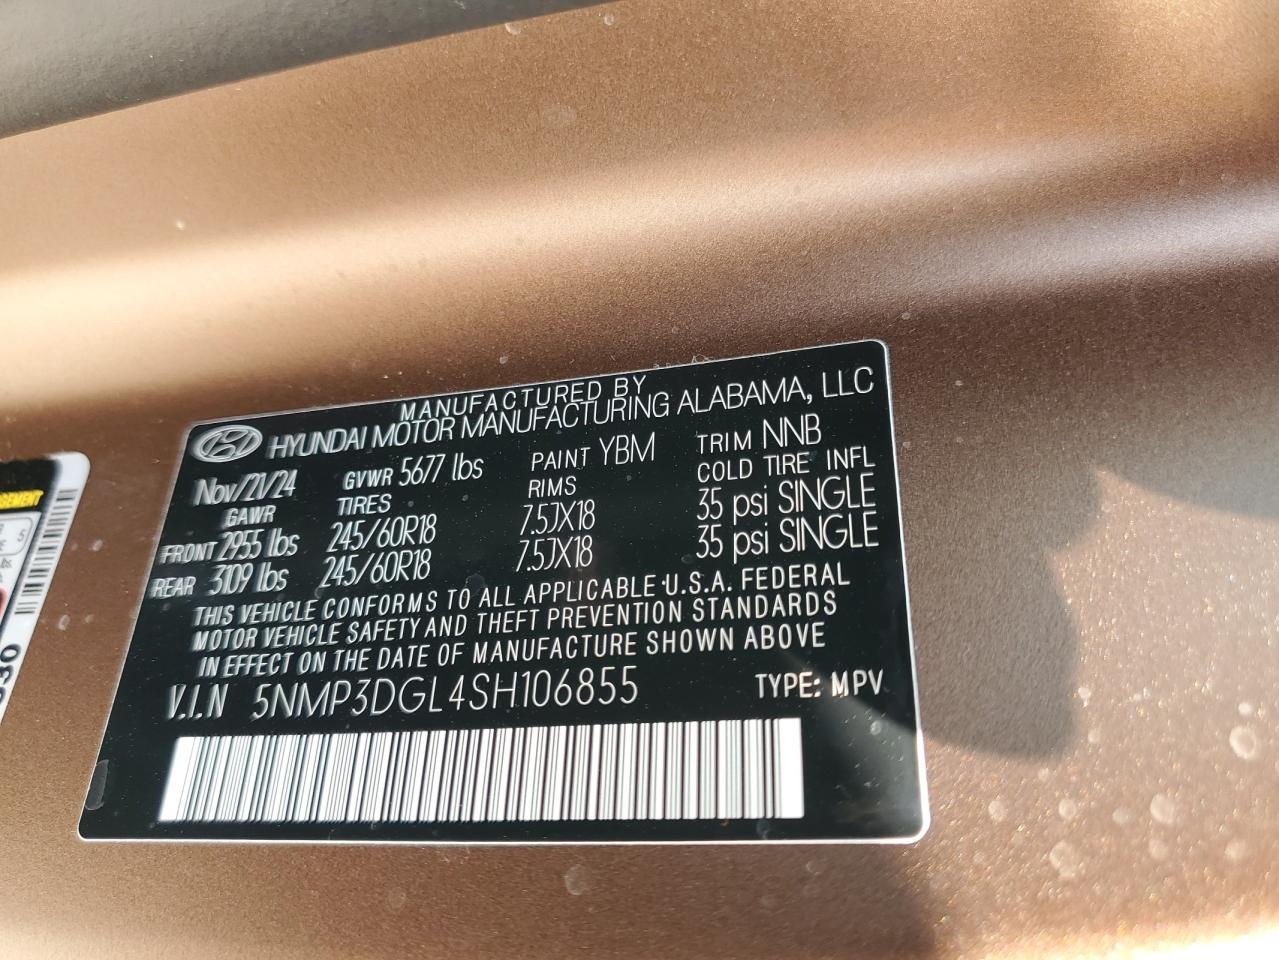 MANUFACTURED BY
HYUNDAI MOTOR MANUFACTURING ALABAMA, LLC
Nov/21/24 GVWR 5677 lbs PAINT YBM TRIM NNB
GAWR TIRES RIMS COLD TIRE INFL
FRONT 2955 lbs 245/60R18 7.5JX18 35 psi SINGLE
REAR 3109 lbs 245/60R18 7.5JX18 35 psi SINGLE
THIS VEHICLE CONFORMS TO ALL APPLICABLE U.S.A. FEDERAL
MOTOR VEHICLE SAFETY AND THEFT PREVENTION STANDARDS
IN EFFECT ON THE DATE OF MANUFACTURE SHOWN ABOVE
V.I.N 5NMP3DGL4SH106855 TYPE: MPV